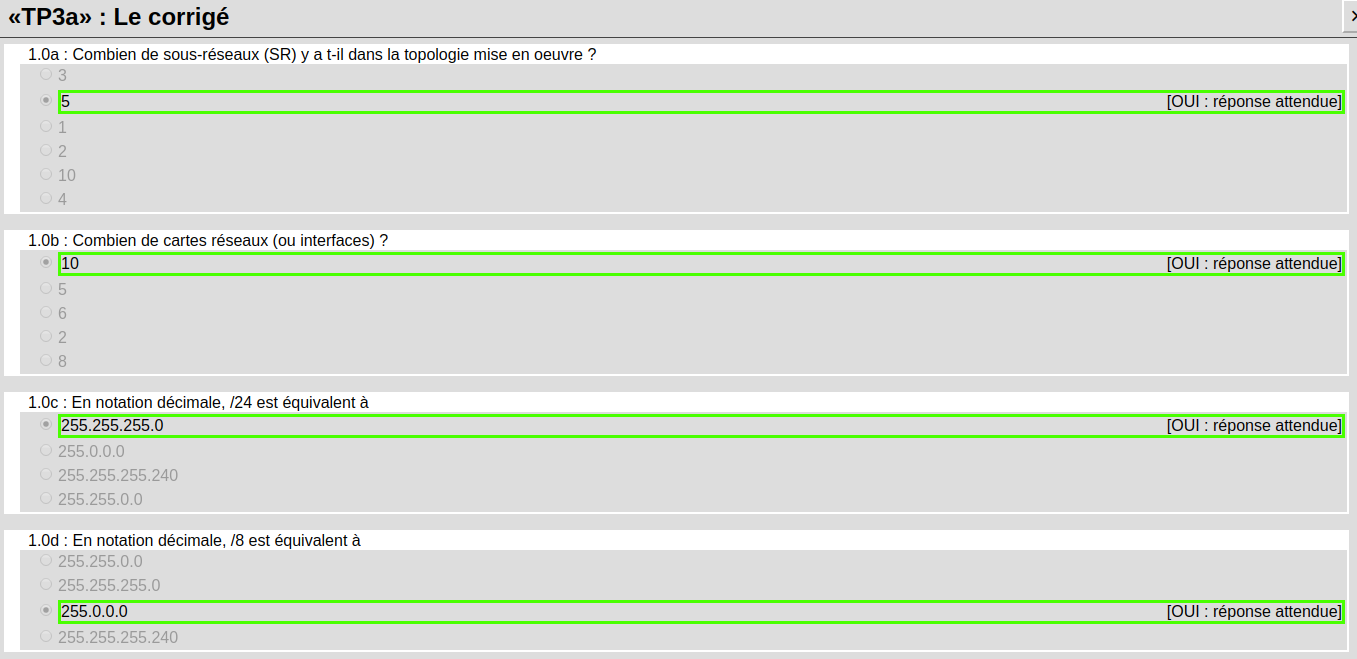 «TP3a» : Le corrigé
1.0a : Combien de sous-réseaux (SR) y a t-il dans la topologie mise en oeuvre ?
3
5 [OUI : réponse attendue]
1
2
10
4
1.0b : Combien de cartes réseaux (ou interfaces) ?
10 [OUI : réponse attendue]
5
6
2
8
1.0c : En notation décimale, /24 est équivalent à
255.255.255.0 [OUI : réponse attendue]
255.0.0.0
255.255.255.240
255.255.0.0
1.0d : En notation décimale, /8 est équivalent à
255.255.0.0
255.255.255.0
255.0.0.0 [OUI : réponse attendue]
255.255.255.240